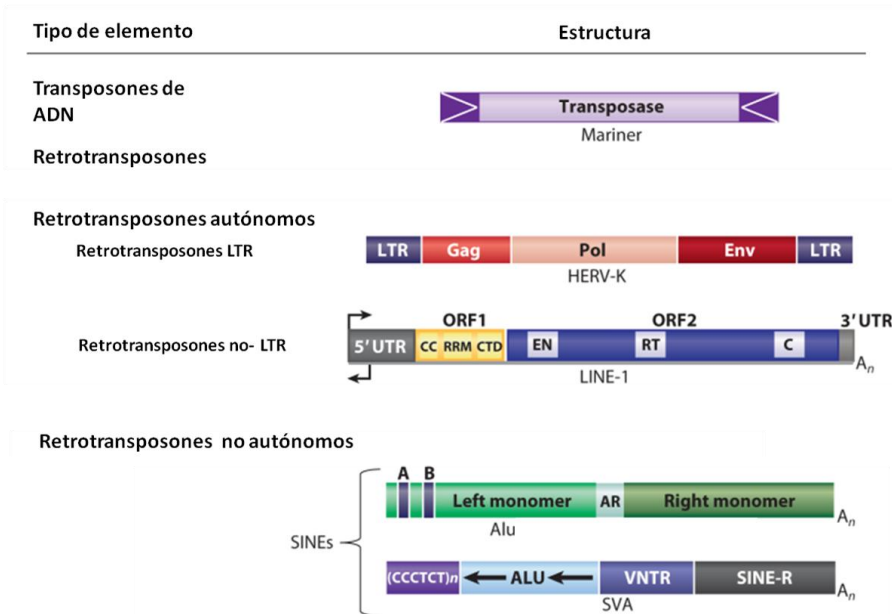 Tipo de elemento
Estructura
Transposones de
ADN
Transposase
Mariner
Retrotransposones
Retrotransposones autónomos
Retrotransposones LTR
LTR Gag Pol Env LTR
HERV-K
Retrotransposones no- LTR
ORF1 ORF2 3' UTR
5' UTR CC RRM CTD EN RT C
An
LINE-1
Retrotransposones no autónomos
A B
Left monomer AR Right monomer
An
Alu
SINEs
(CCCTCT)n ALU VNTR SINE-R
An
SVA